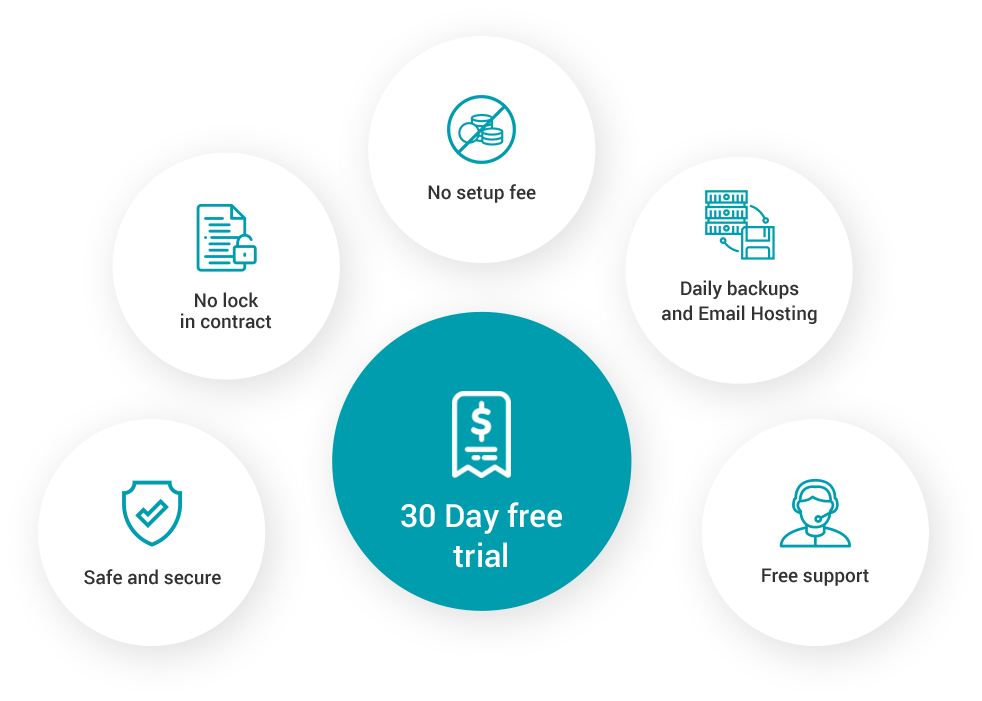 No setup fee
No lock
in contract
Daily backups
and Email Hosting
$
30 Day free
trial
Safe and secure
Free support